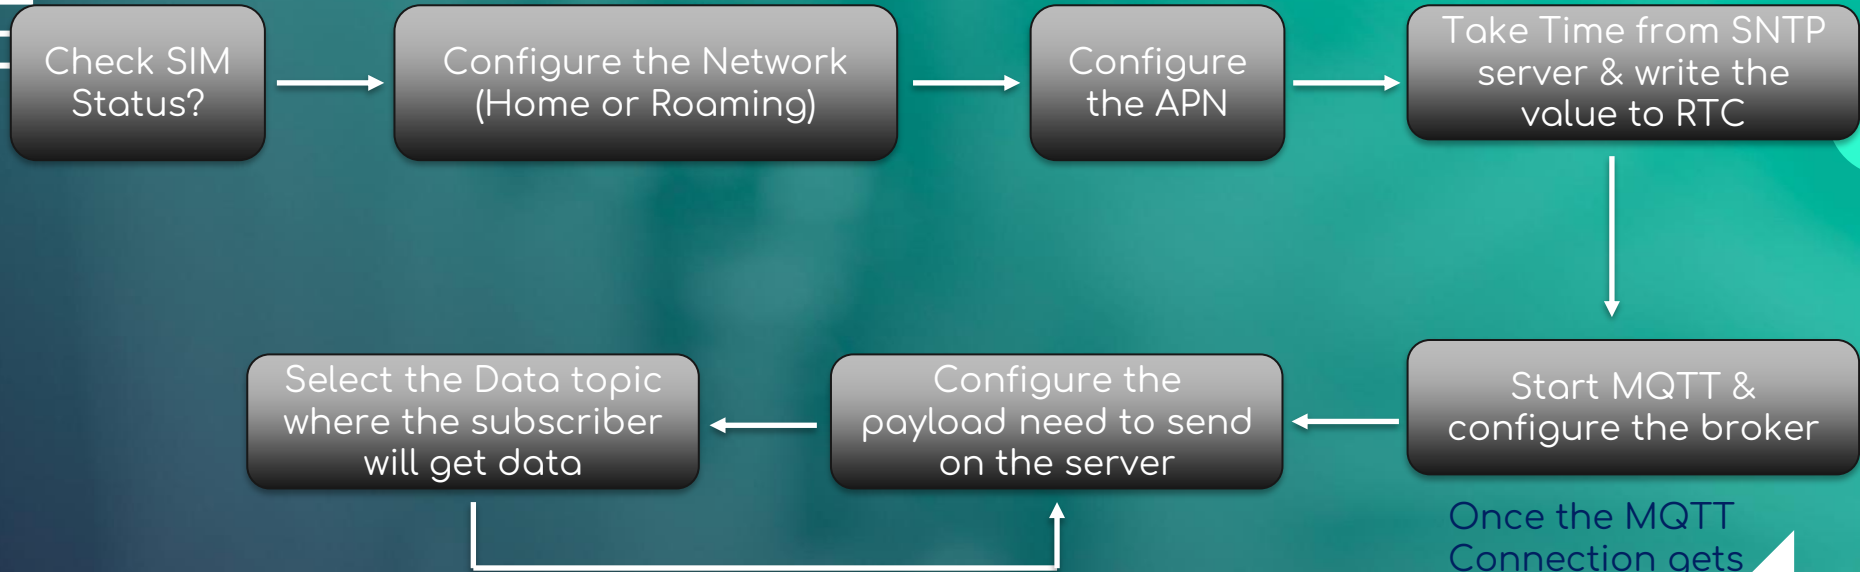 Check SIM
Status?
Configure the Network
(Home or Roaming)
Configure
the APN
Take Time from SNTP
server & write the
value to RTC
Start MQTT &
configure the broker
Configure the
payload need to send
on the server
Select the Data topic
where the subscriber
will get data
Once the MQTT
Connection gets